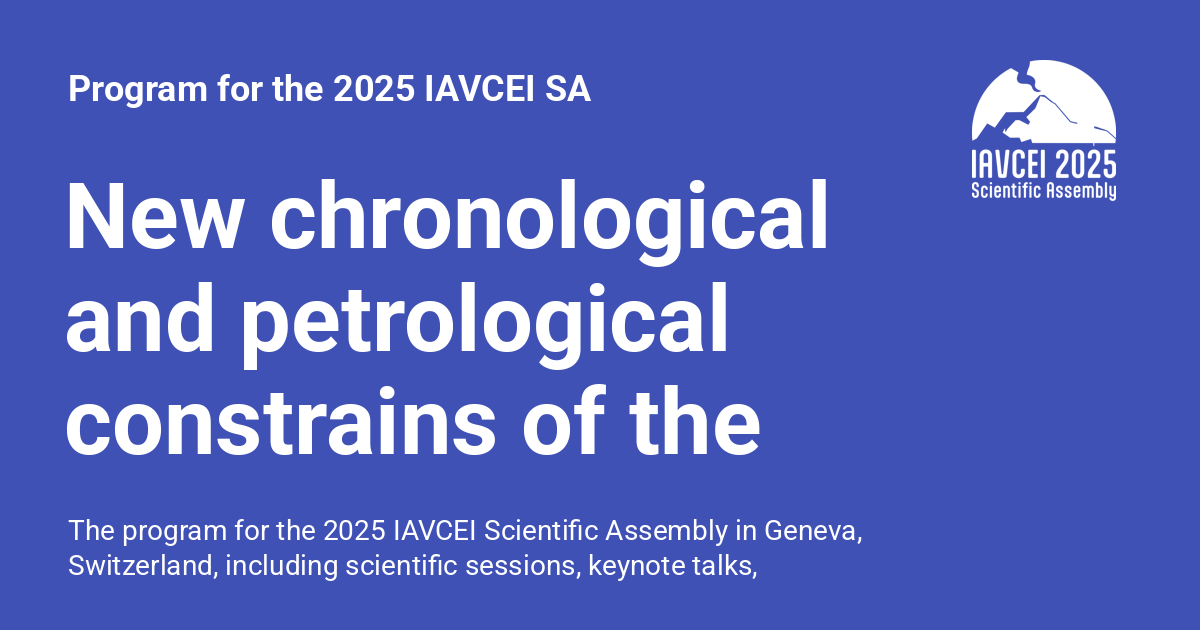 Program for the 2025 IAVCEI SA
IAVCEI 2025
Scientific Assembly
New chronological
and petrological
constrains of the
The program for the 2025 IAVCEI Scientific Assembly in Geneva,
Switzerland, including scientific sessions, keynote talks,